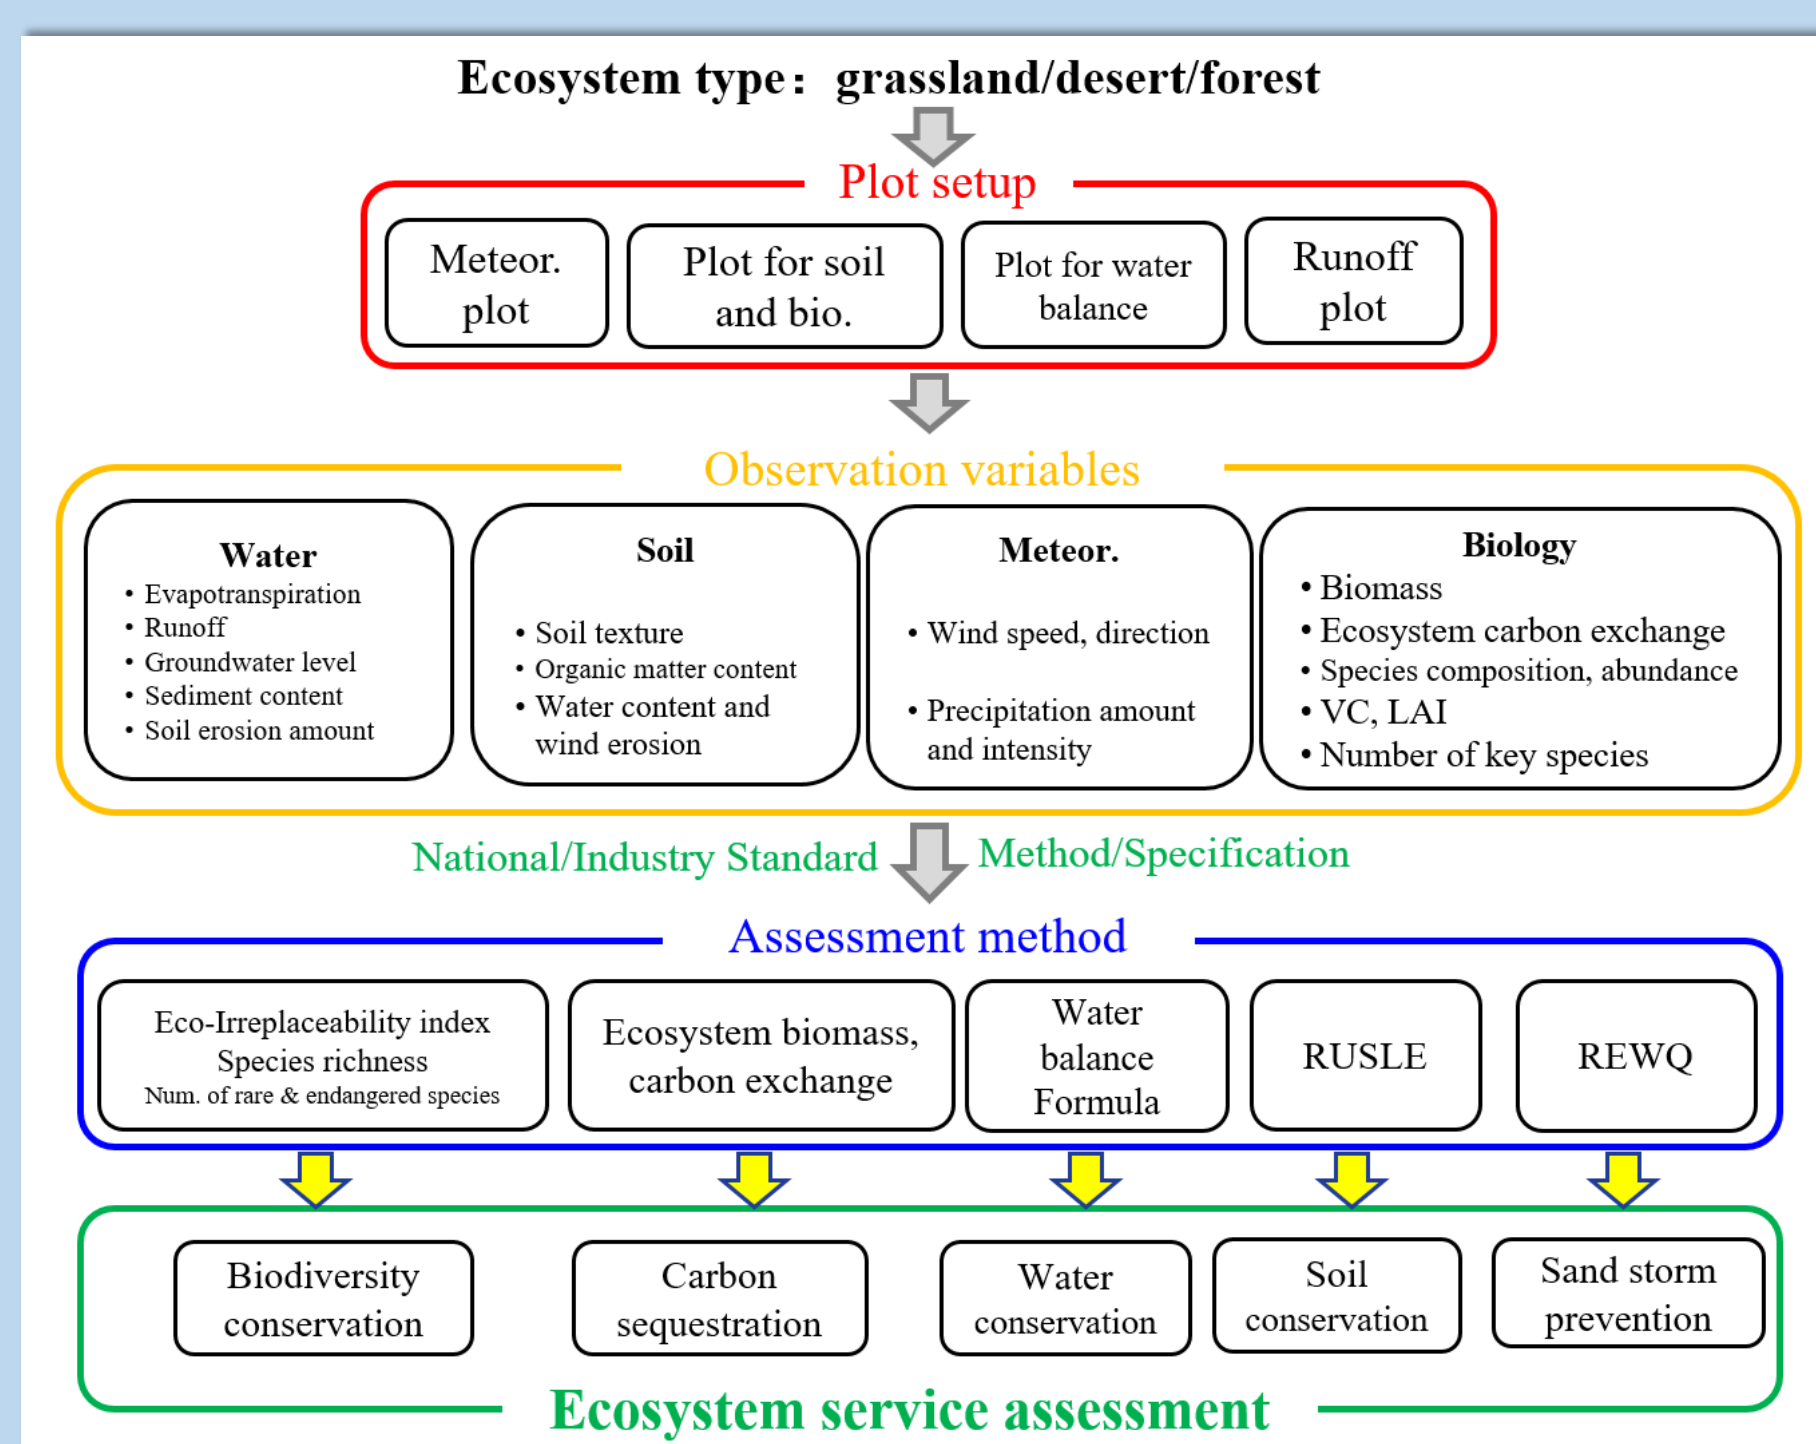 Ecosystem type：grassland/desert/forest
Plot setup
Meteor.
plot
Plot for soil
and bio.
Plot for water
balance
Runoff
plot
Observation variables
Water
• Evapotranspiration
• Runoff
• Groundwater level
• Sediment content
• Soil erosion amount
Soil
• Soil texture
• Organic matter content
• Water content and
wind erosion
Meteor.
• Wind speed, direction
• Precipitation amount
and intensity
Biology
• Biomass
• Ecosystem carbon exchange
• Species composition, abundance
• VC, LAI
• Number of key species
National/Industry Standard
Method/Specification
Assessment method
Eco-Irreplaceability index
Species richness
Num. of rare & endangered species
Ecosystem biomass,
carbon exchange
Water
balance
Formula
RUSLE
REWQ
Biodiversity
conservation
Carbon
sequestration
Water
conservation
Soil
conservation
Sand storm
prevention
Ecosystem service assessment